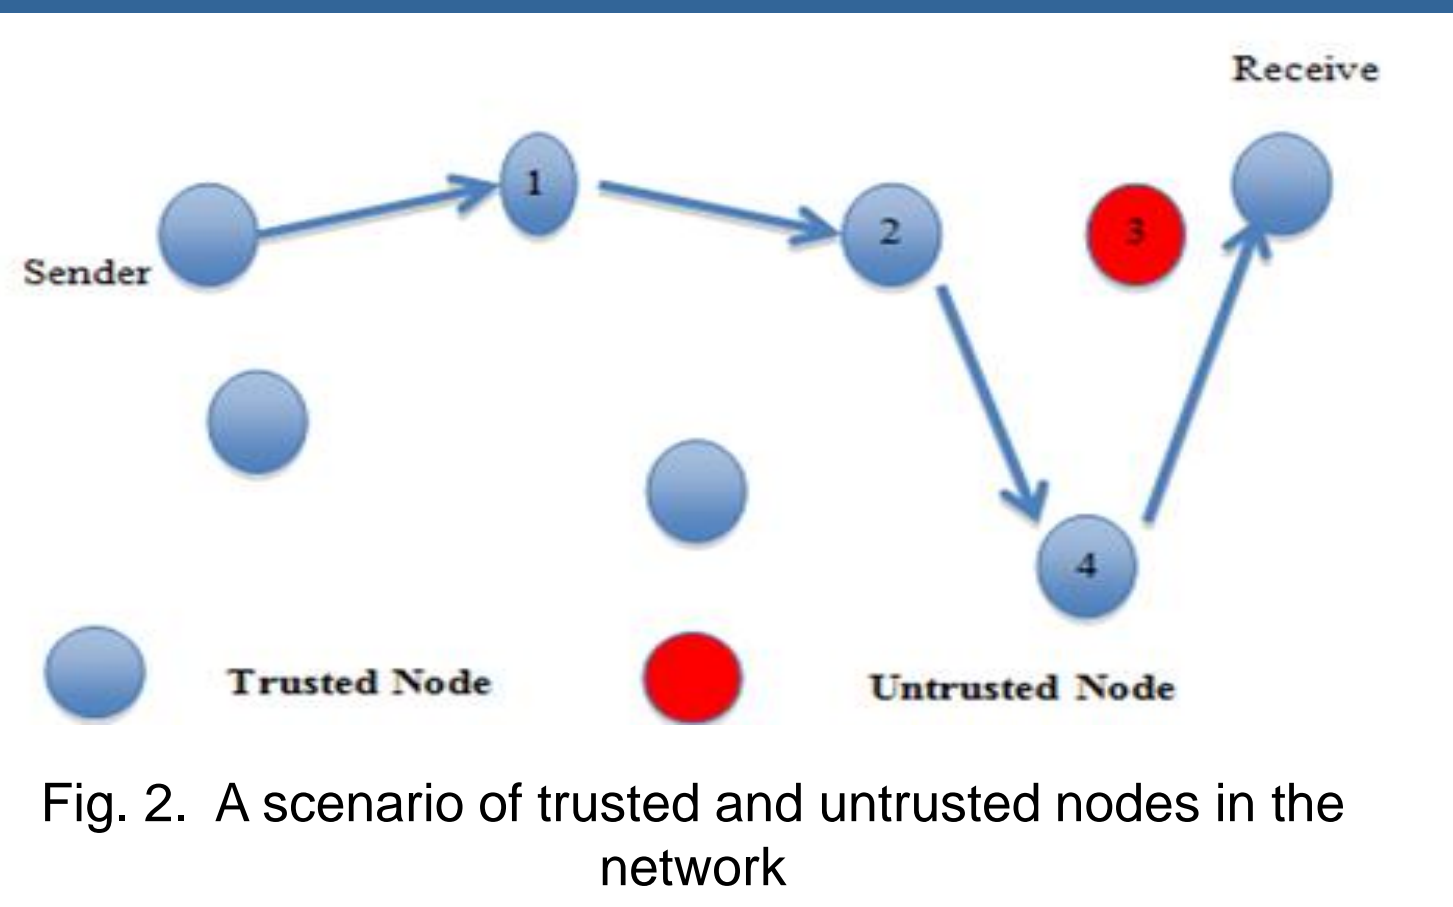 Receive
1
2
3
Sender
4
Trusted Node
Untrusted Node
Fig. 2.  A scenario of trusted and untrusted nodes in the
network